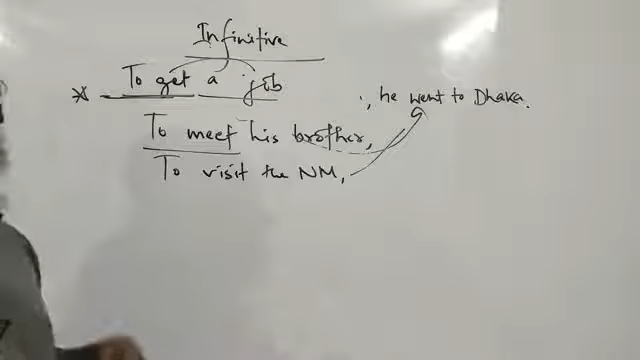 Infinitive
* To get a job, he went to Dhaka.
To meet his brother,
To visit the NM,